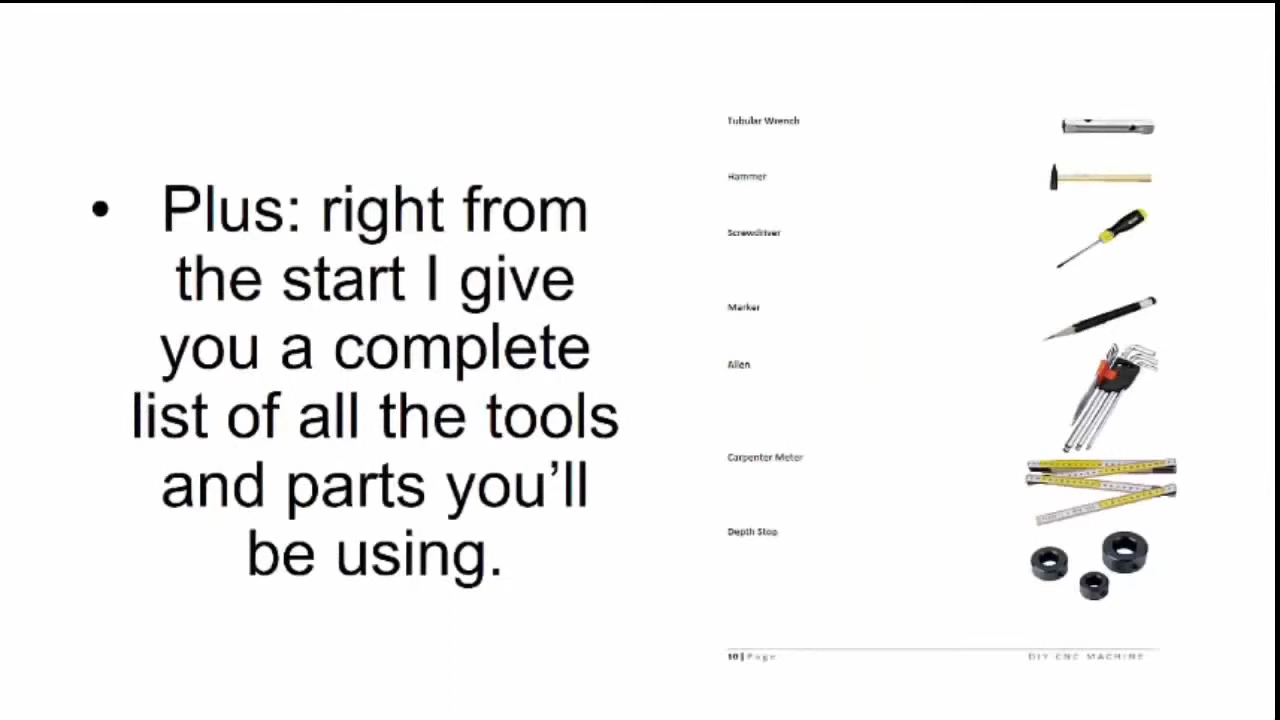 • Plus: right from
the start I give
you a complete
list of all the tools
and parts you’ll
be using.
Tubular Wrench
Hammer
Screwdriver
Marker
Allen
Carpenter Meter
Depth Stop
10 | Page
DIY CNC MACHINE